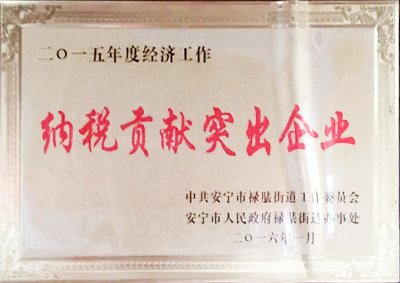 二〇一五年度经济工作
纳税贡献突出企业
中共安宁市禄脿街道工作委员会
安宁市人民政府禄脿街道办事处
二〇一六年一月